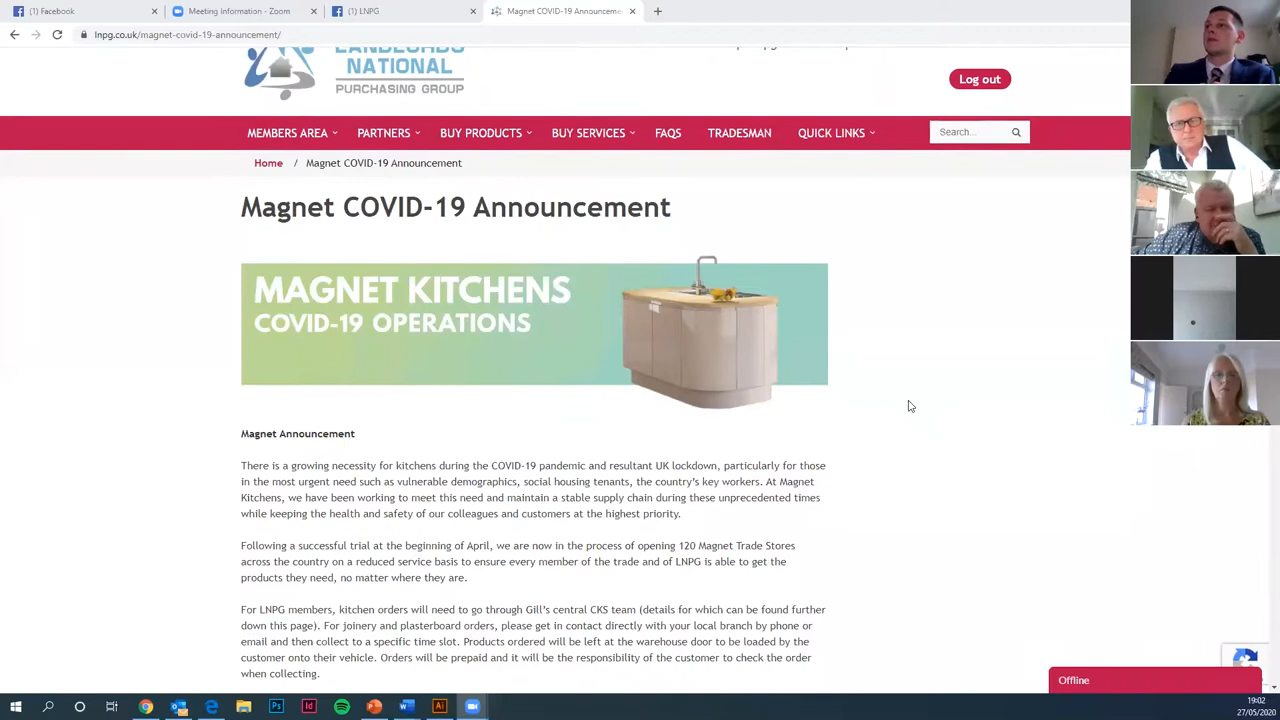 (1) Facebook
Meeting Information - Zoom
(1) LNPG
Magnet COVID-19 Announceme
lnpg.co.uk/magnet-covid-19-announcement/
LANDLORDS
NATIONAL
PURCHASING GROUP
Log out
MEMBERS AREA
PARTNERS
BUY PRODUCTS
BUY SERVICES
FAQS
TRADESMAN
QUICK LINKS
Search...
Home / Magnet COVID-19 Announcement
Magnet COVID-19 Announcement
MAGNET KITCHENS
COVID-19 OPERATIONS
Magnet Announcement
There is a growing necessity for kitchens during the COVID-19 pandemic and resultant UK lockdown, particularly for those
in the most urgent need such as vulnerable demographics, social housing tenants, the country's key workers. At Magnet
Kitchens, we have been working to meet this need and maintain a stable supply chain during these unprecedented times
while keeping the health and safety of our colleagues and customers at the highest priority.
Following a successful trial at the beginning of April, we are now in the process of opening 120 Magnet Trade Stores
across the country on a reduced service basis to ensure every member of the trade and of LNPG is able to get the
products they need, no matter where they are.
For LNPG members, kitchen orders will need to go through Gill's central CKS team (details for which can be found further
down this page). For joinery and plasterboard orders, please get in contact directly with your local branch by phone or
email and then collect to a specific time slot. Products ordered will be left at the warehouse door to be loaded by the
customer onto their vehicle. Orders will be prepaid and it will be the responsibility of the customer to check the order
when collecting.
Offline
Ps
Id
Ai
19:02
27/05/2020